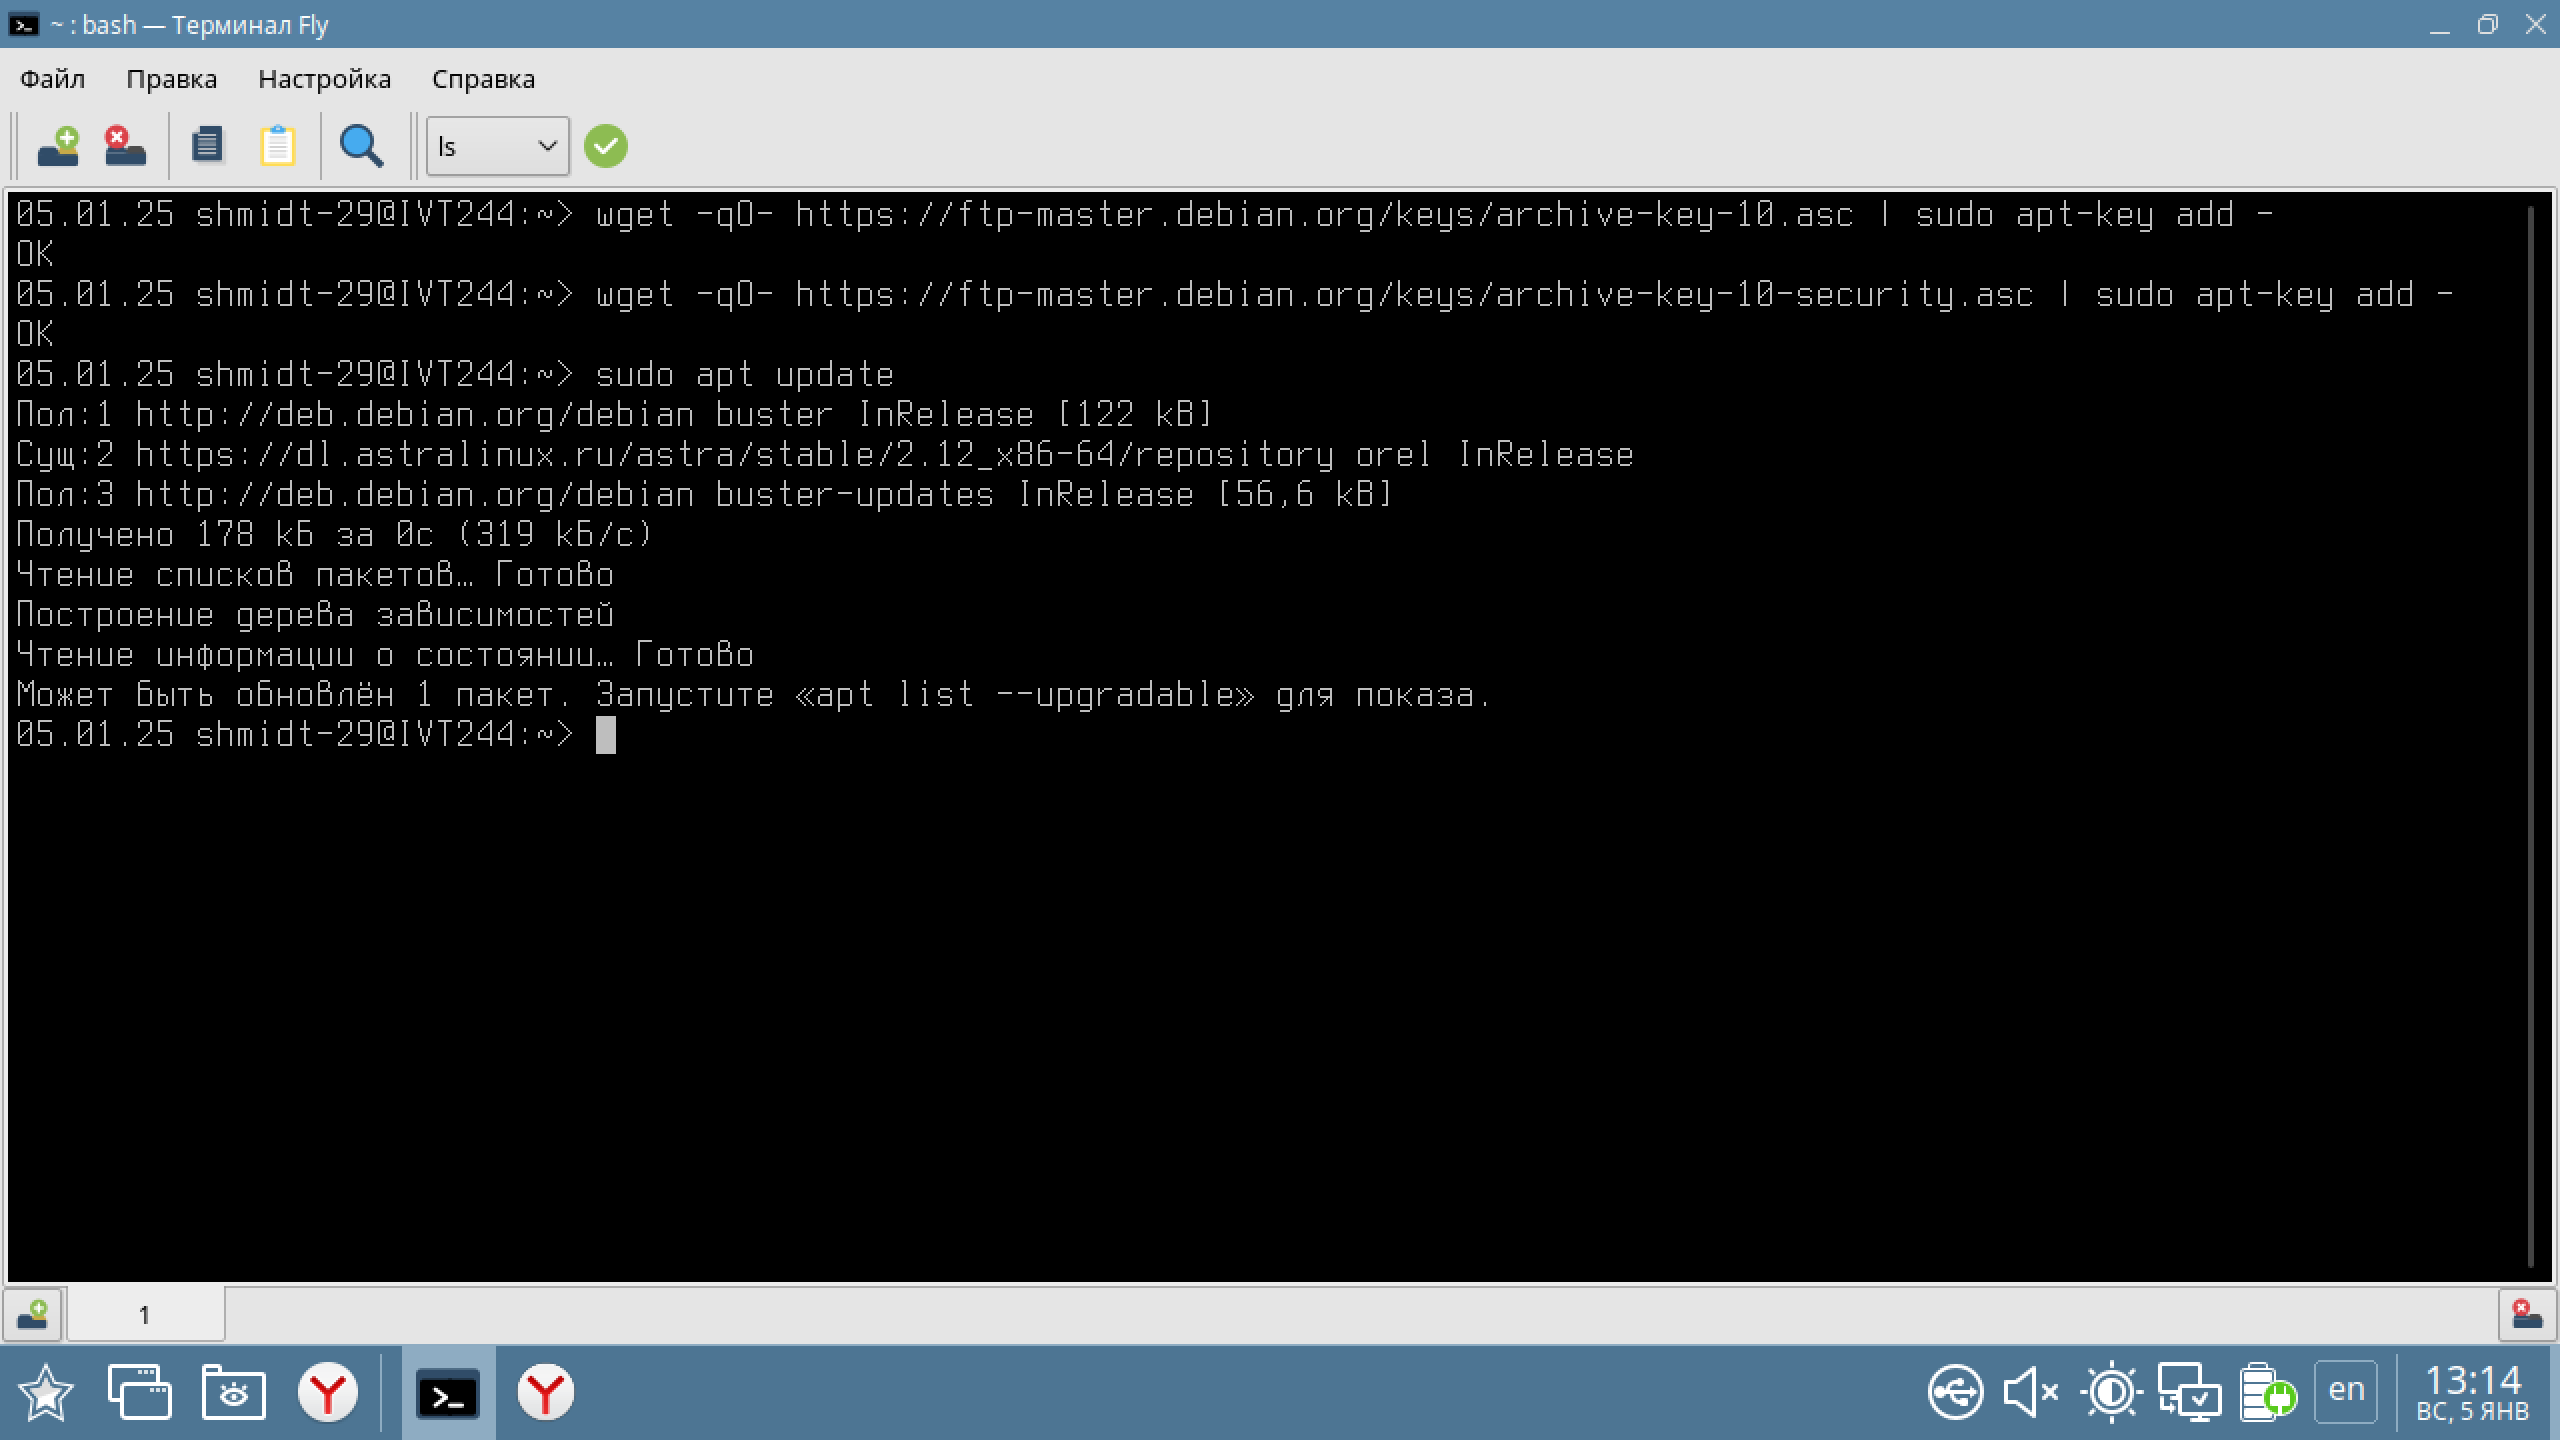 ~ : bash — Терминал Fly
Файл Правка Настройка Справка
ls
05.01.25 shmidt-29@IVT244:~> wget -qO- https://ftp-master.debian.org/keys/archive-key-10.asc | sudo apt-key add -
OK
05.01.25 shmidt-29@IVT244:~> wget -qO- https://ftp-master.debian.org/keys/archive-key-10-security.asc | sudo apt-key add -
OK
05.01.25 shmidt-29@IVT244:~> sudo apt update
Пол:1 http://deb.debian.org/debian buster InRelease [122 kB]
Сущ:2 https://dl.astralinux.ru/astra/stable/2.12_x86-64/repository orel InRelease
Пол:3 http://deb.debian.org/debian buster-updates InRelease [56,6 kB]
Получено 178 kБ за 0с (319 kБ/c)
Чтение списков пакетов… Готово
Построение дерева зависимостей
Чтение информации о состоянии… Готово
Может быть обновлён 1 пакет. Запустите «apt list --upgradable» для показа.
05.01.25 shmidt-29@IVT244:~>
1
en
13:14
ВС, 5 ЯНВ